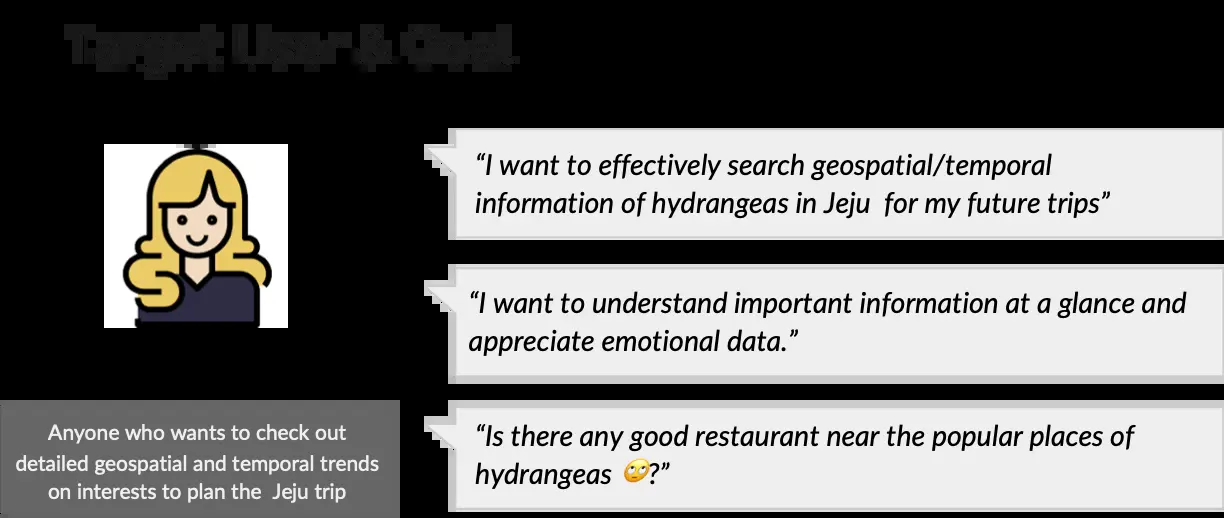 Target User & Goal
Anyone who wants to check out
detailed geospatial and temporal trends
on interests to plan the  Jeju trip
“I want to effectively search geospatial/temporal
information of hydrangeas in Jeju  for my future trips”
“I want to understand important information at a glance and
appreciate emotional data.”
“Is there any good restaurant near the popular places of
hydrangeas 🙄?”